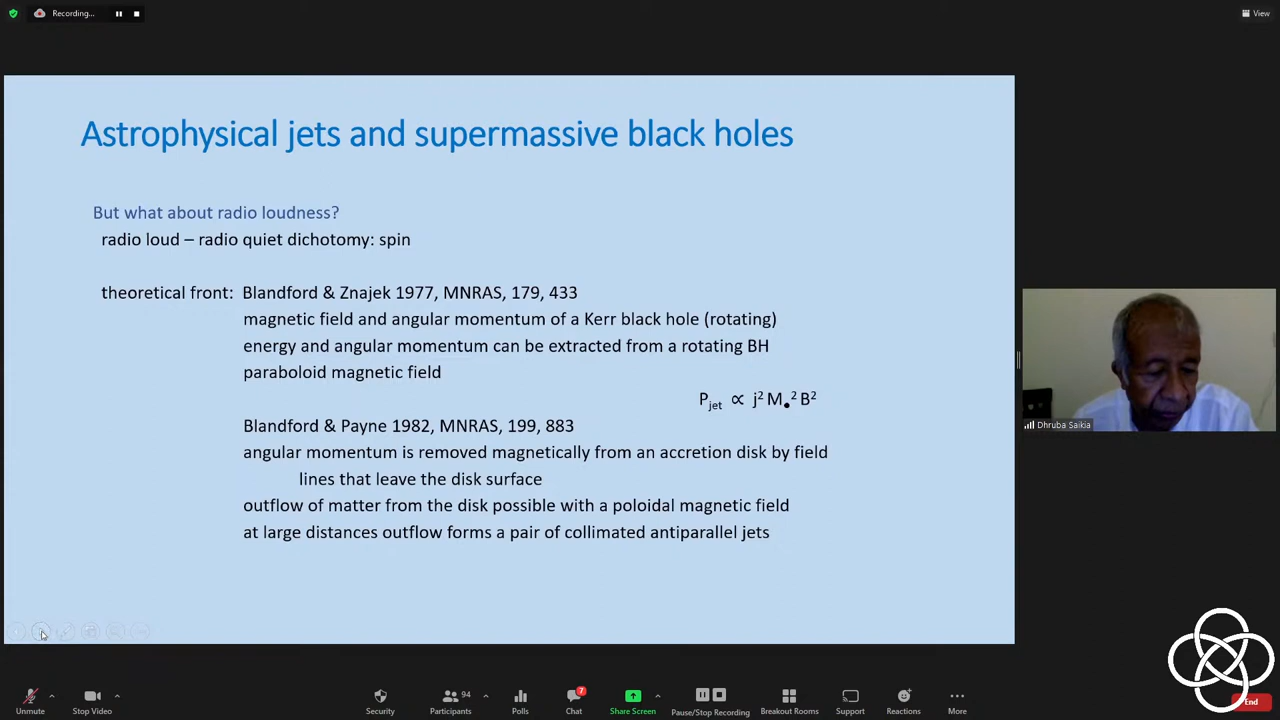 Recording...
View
Astrophysical jets and supermassive black holes
But what about radio loudness?
radio loud – radio quiet dichotomy: spin
theoretical front: Blandford & Znajek 1977, MNRAS, 179, 433
magnetic field and angular momentum of a Kerr black hole (rotating)
energy and angular momentum can be extracted from a rotating BH
paraboloid magnetic field
P_jet ∝ j² M•² B²
Blandford & Payne 1982, MNRAS, 199, 883
angular momentum is removed magnetically from an accretion disk by field
lines that leave the disk surface
outflow of matter from the disk possible with a poloidal magnetic field
at large distances outflow forms a pair of collimated antiparallel jets
Dhruba Saikia
94
7
Unmute Stop Video Security Participants Polls Chat Share Screen Pause/Stop Recording Breakout Rooms Support Reactions More End